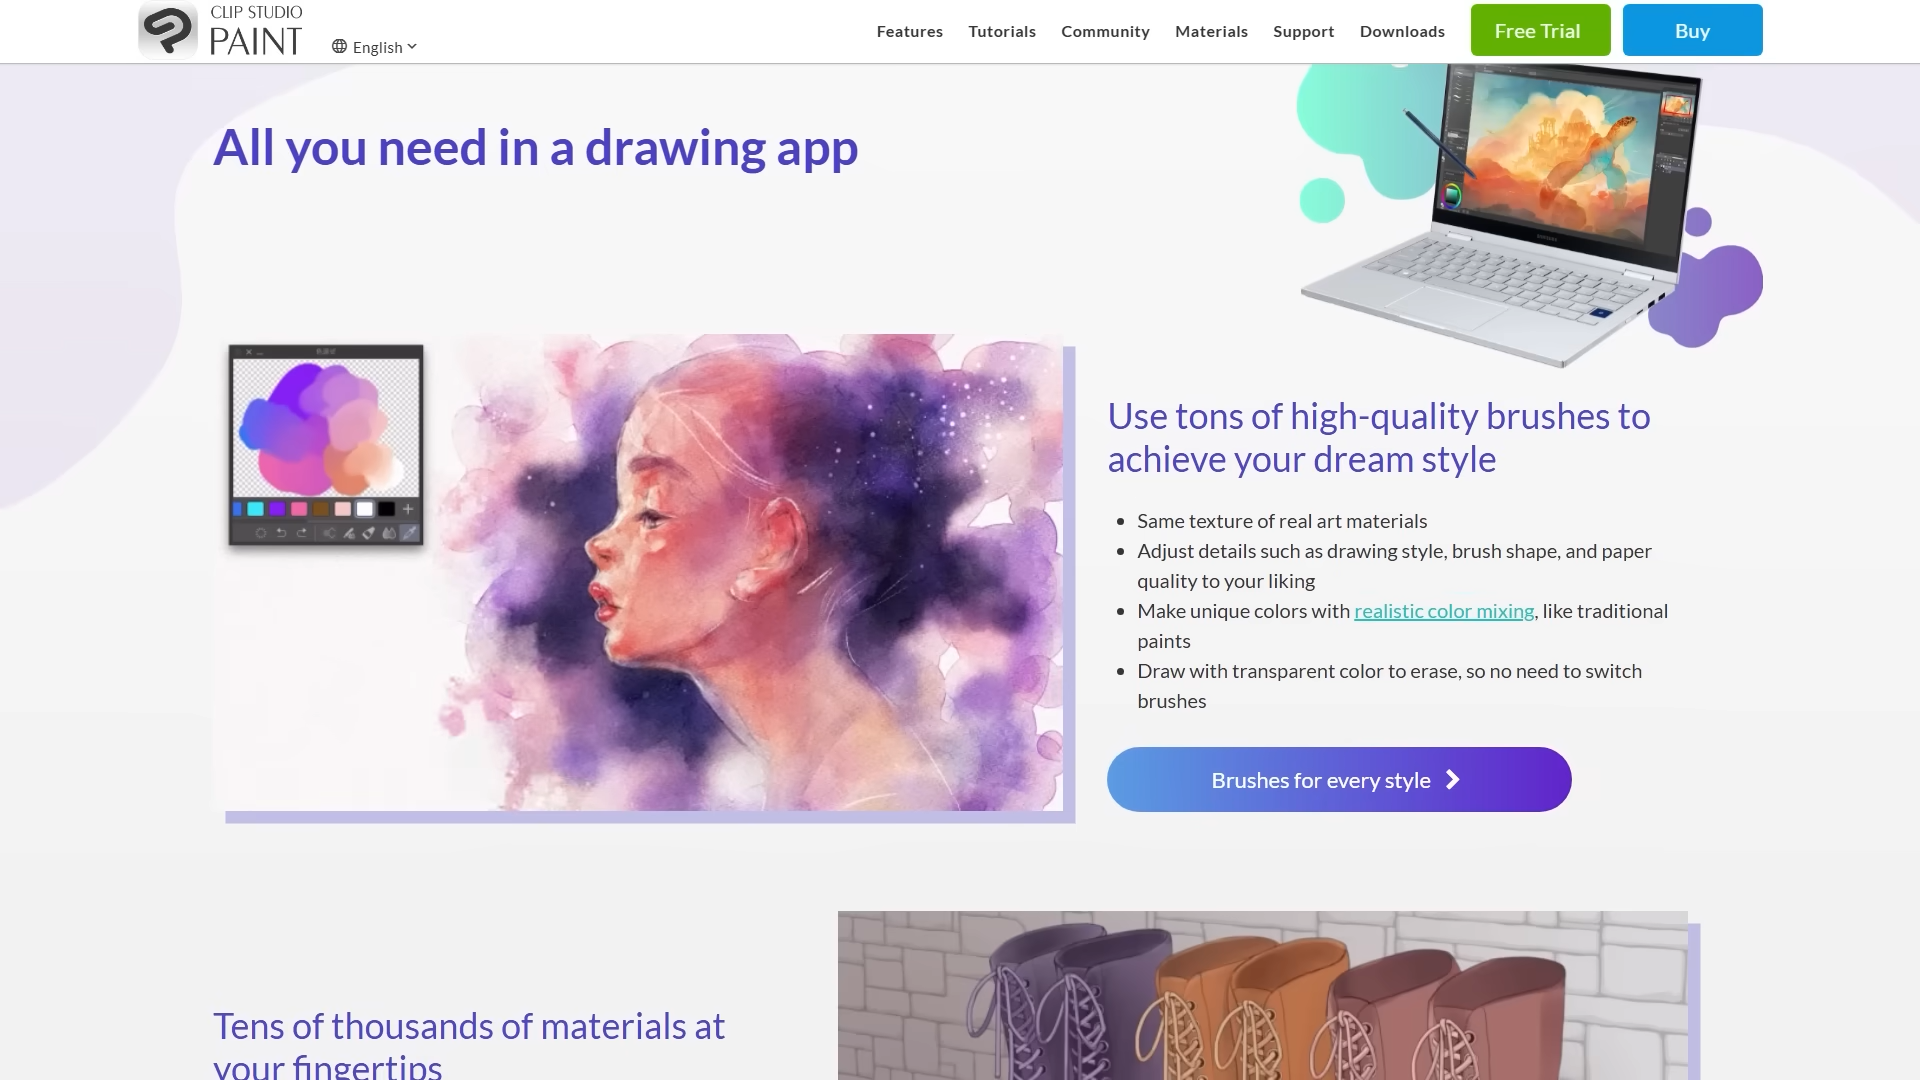 CLIP STUDIO
PAINT
English
Features
Tutorials
Community
Materials
Support
Downloads
Free Trial
Buy
All you need in a drawing app
Use tons of high-quality brushes to
achieve your dream style
Same texture of real art materials
Adjust details such as drawing style, brush shape, and paper
quality to your liking
Make unique colors with realistic color mixing, like traditional
paints
Draw with transparent color to erase, so no need to switch
brushes
Brushes for every style
Tens of thousands of materials at
your fingertips